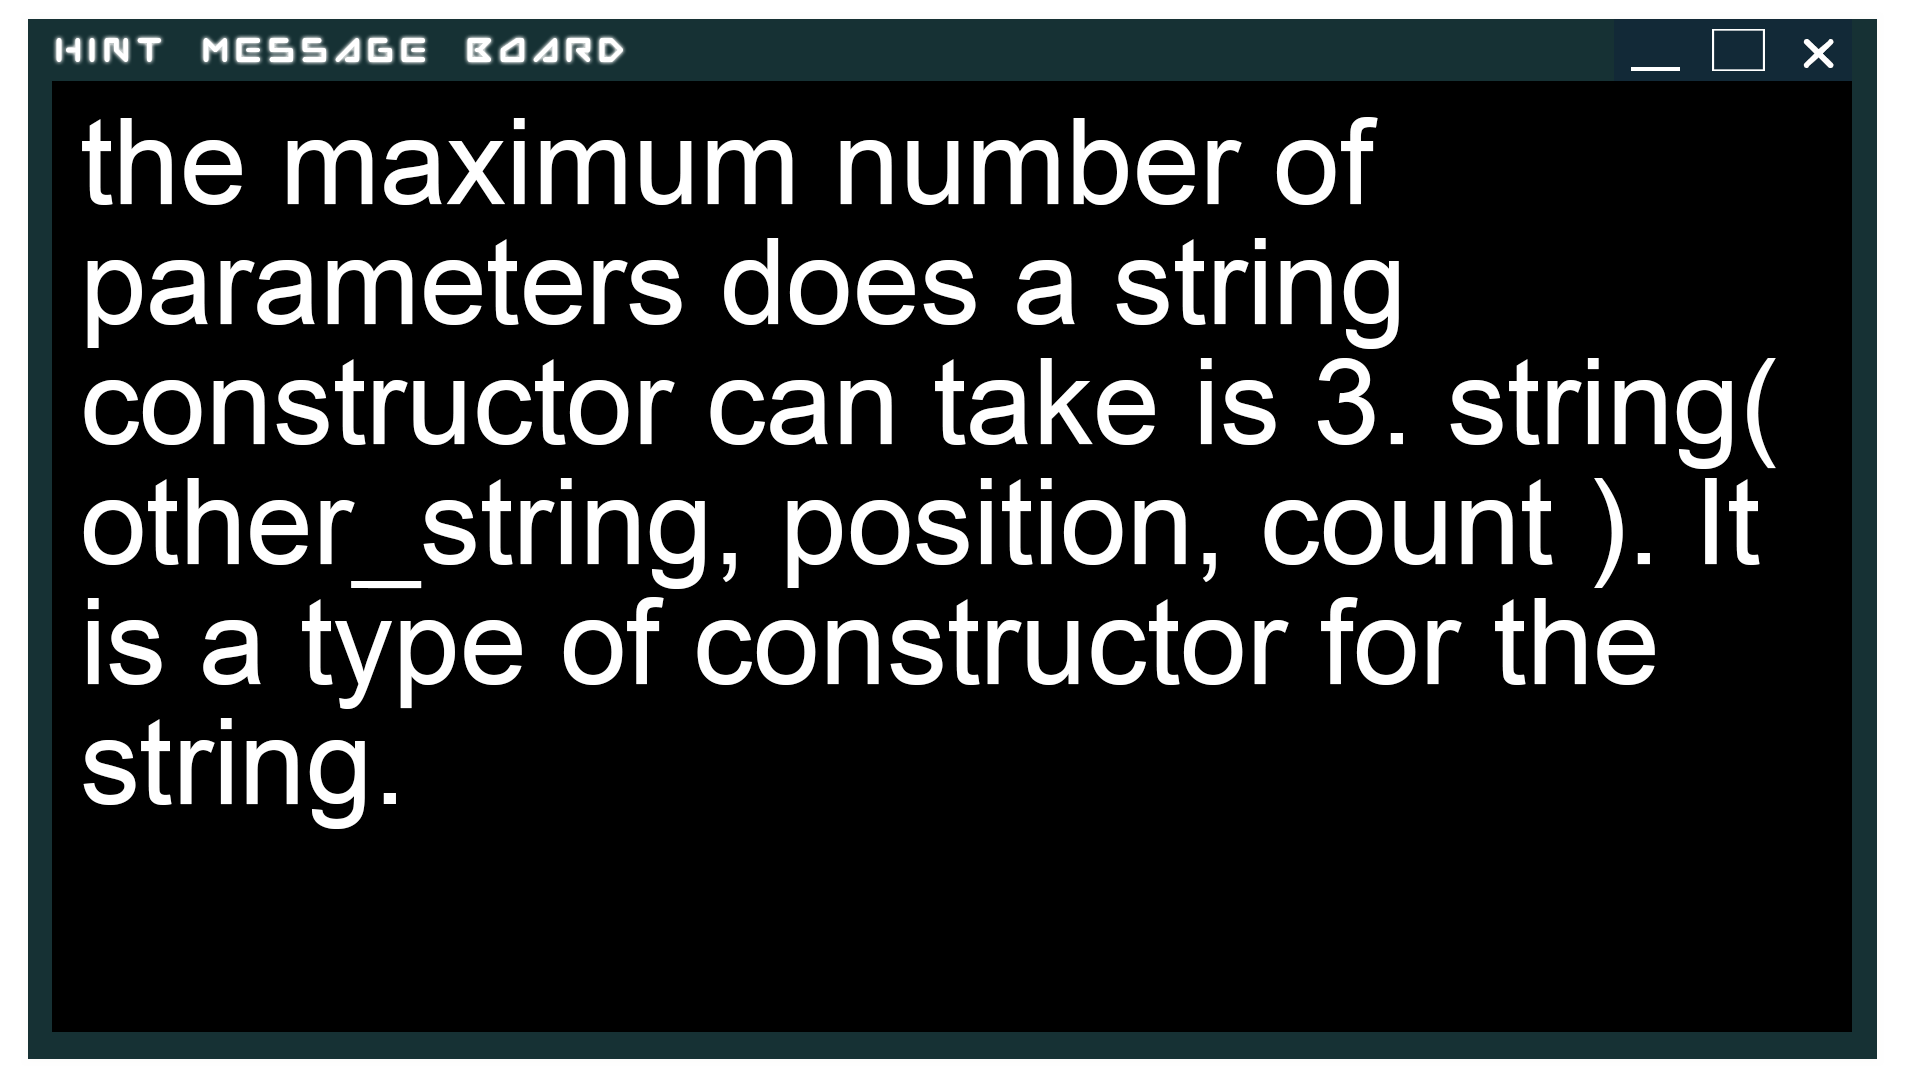 HINT MESSAGE BOARD
the maximum number of
parameters does a string
constructor can take is 3. string(
other_string, position, count ). It
is a type of constructor for the
string.